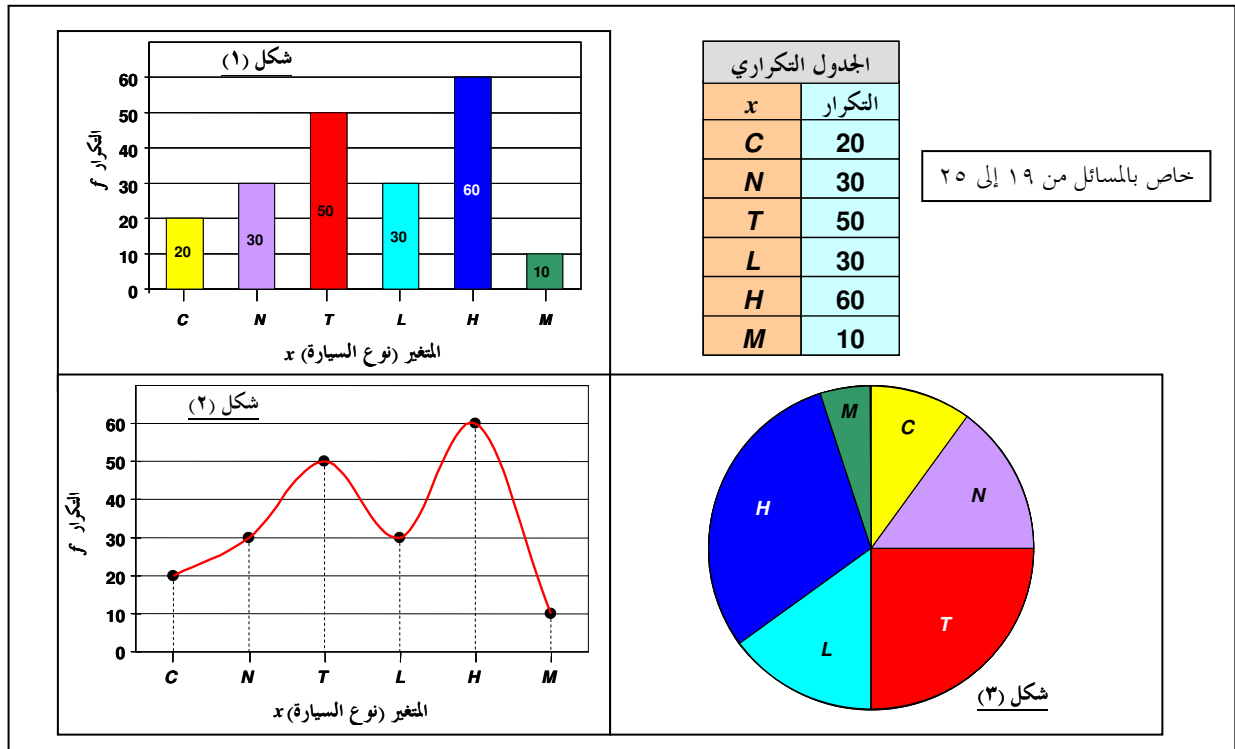 شكل (١)
60
50
40
30
20
10
0
التكرار f
20
30
50
30
60
10
C N T L H M
المتغير (نوع السيارة) x
الجدول التكراري
x التكرار
C 20
N 30
T 50
L 30
H 60
M 10
خاص بالمسائل من ١٩ إلى ٢٥
شكل (٢)
60
50
40
30
20
10
0
التكرار f
C N T L H M
المتغير (نوع السيارة) x
M
C
N
H
T
L
شكل (٣)